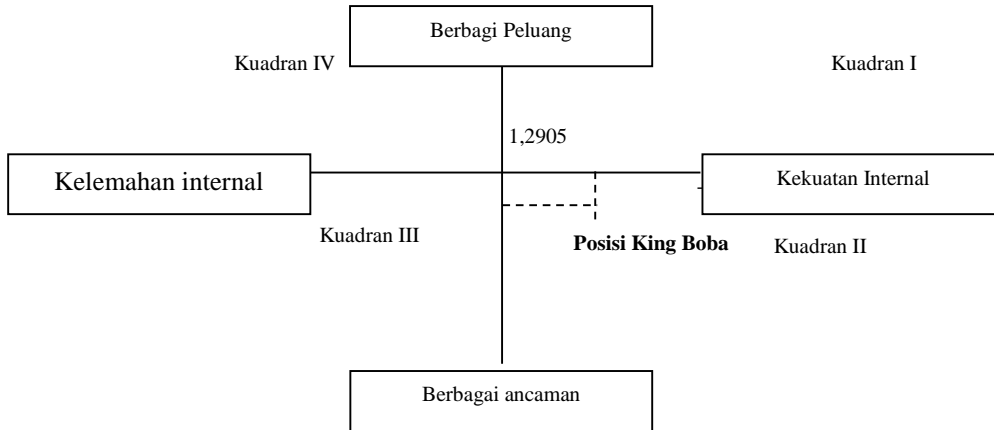 Berbagi Peluang
Kuadran IV
Kuadran I
1,2905
Kelemahan internal
Kekuatan Internal
Kuadran III
Posisi King Boba
Kuadran II
Berbagai ancaman